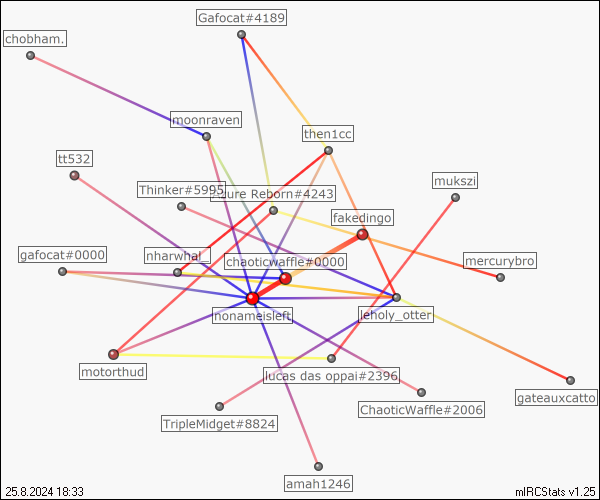 Gafocat#4189
chobham.
moonraven
then1cc
tt532
mukszi
Thinker#5995
Azure Reborn#4243
fakedingo
gafocat#0000
nharwhal_
chaoticwaffle#0000
mercurybro
nonameisleft
leholy_otter
motorthud
lucas das oppai#2396
gateauxcatto
ChaoticWaffle#2006
TripleMidget#8824
amah1246
25.8.2024 18:33
mIRCStats v1.25